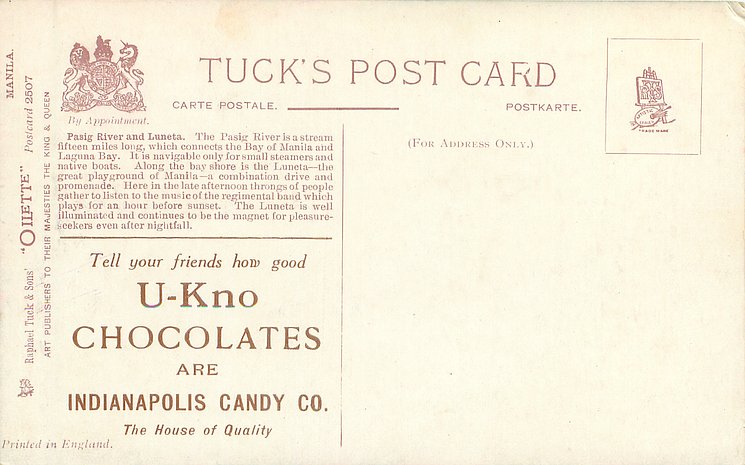 MANILA.
Raphael Tuck & Sons' "OILETTE" Postcard 2507
ART PUBLISHERS TO THEIR MAJESTIES THE KING & QUEEN
By Appointment.
TUCK'S POST CARD
CARTE POSTALE.
POSTKARTE.
TRADE MARK
(FOR ADDRESS ONLY.)
Pasig River and Luneta. The Pasig River is a stream
fifteen miles long, which connects the Bay of Manila and
Laguna Bay. It is navigable only for small steamers and
native boats. Along the bay shore is the Luneta—the
great playground of Manila—a combination drive and
promenade. Here in the late afternoon throngs of people
gather to listen to the music of the regimental band which
plays for an hour before sunset. The Luneta is well
illuminated and continues to be the magnet for pleasure-
seekers even after nightfall.
Tell your friends how good
U-Kno
CHOCOLATES
ARE
INDIANAPOLIS CANDY CO.
The House of Quality
Printed in England.